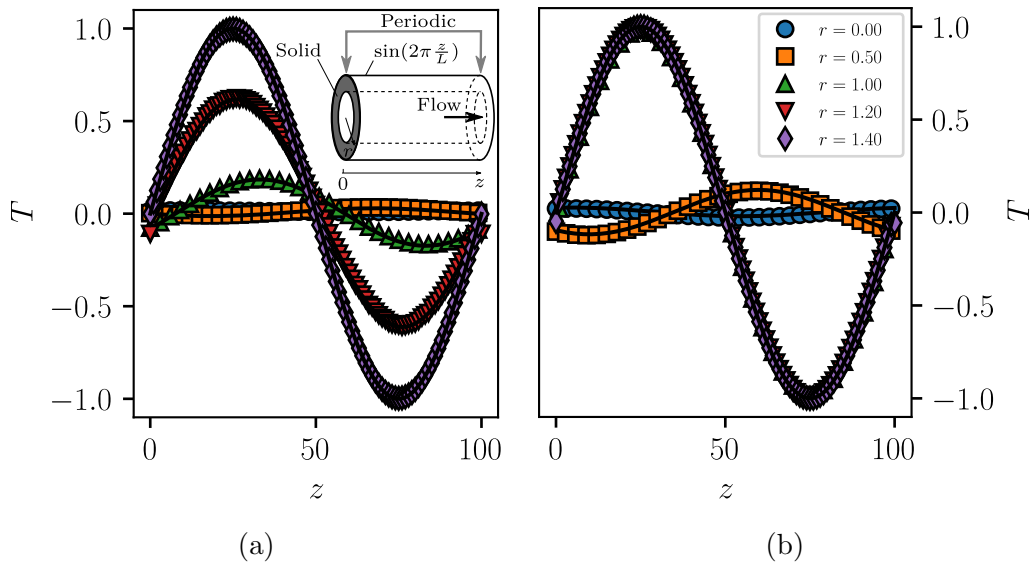 1.0
0.5
0.0
−0.5
−1.0
T
0
50
100
z
(a)
Periodic
Solid
sin(2π z/L)
Flow
r
0
z
r = 0.00
r = 0.50
r = 1.00
r = 1.20
r = 1.40
1.0
0.5
0.0
−0.5
−1.0
T
0
50
100
z
(b)